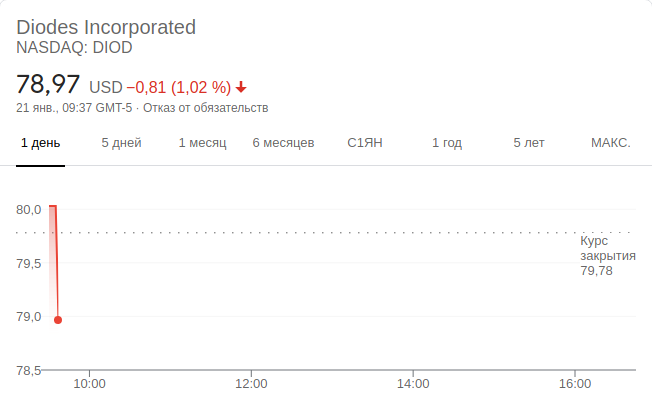 Diodes Incorporated
NASDAQ: DIOD
78,97 USD −0,81 (1,02 %)
21 янв., 09:37 GMT-5 · Отказ от обязательств
1 день 5 дней 1 месяц 6 месяцев С1ЯН 1 год 5 лет МАКС.
80,0
Курс
закрытия
79,78
79,5
79,0
78,5
10:00 12:00 14:00 16:00